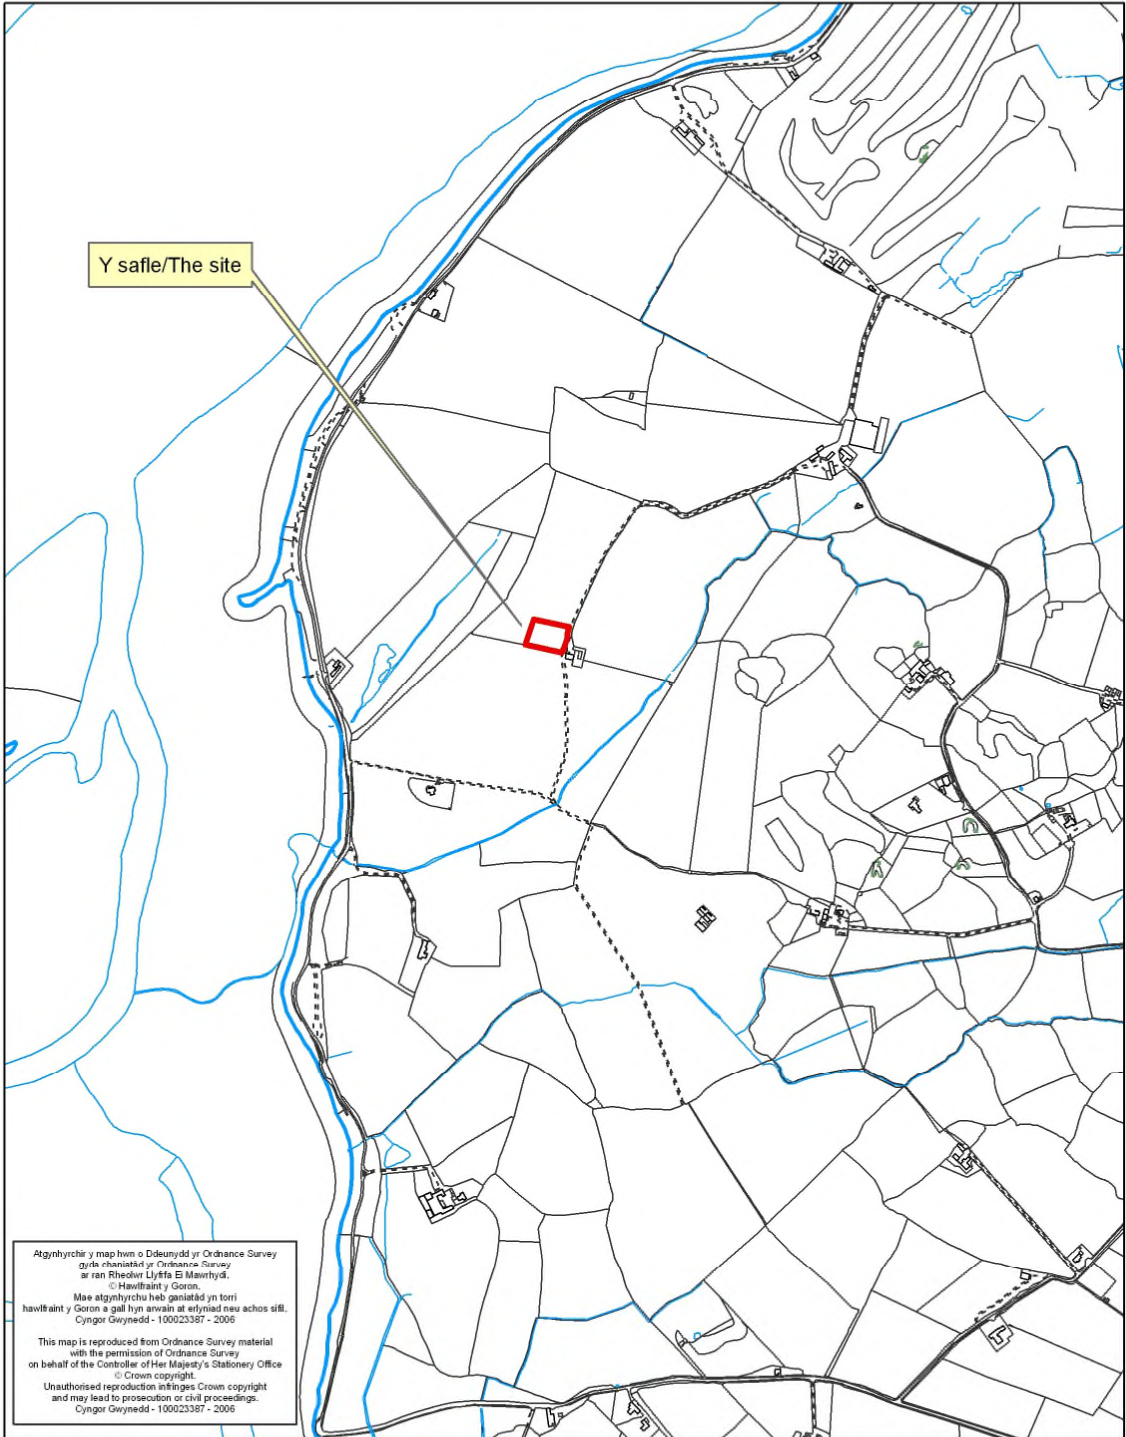 Y safle/The site
Atgynhyrchir y map hwn o Ddeunydd yr Ordnance Survey
gyda chaniatâd yr Ordnance Survey
ar ran Rheolwr Llyfrfa Ei Mawrhydi.
© Hawlfraint y Goron.
Mae atgynhyrchu heb ganiatâd yn torri
hawlfraint y Goron a gall hyn arwain at erlyniad neu achos sifil.
Cyngor Gwynedd - 100023387 - 2006
This map is reproduced from Ordnance Survey material
with the permission of Ordnance Survey
on behalf of the Controller of Her Majesty's Stationery Office
© Crown copyright.
Unauthorised reproduction infringes Crown copyright
and may lead to prosecution or civil proceedings.
Cyngor Gwynedd - 100023387 - 2006